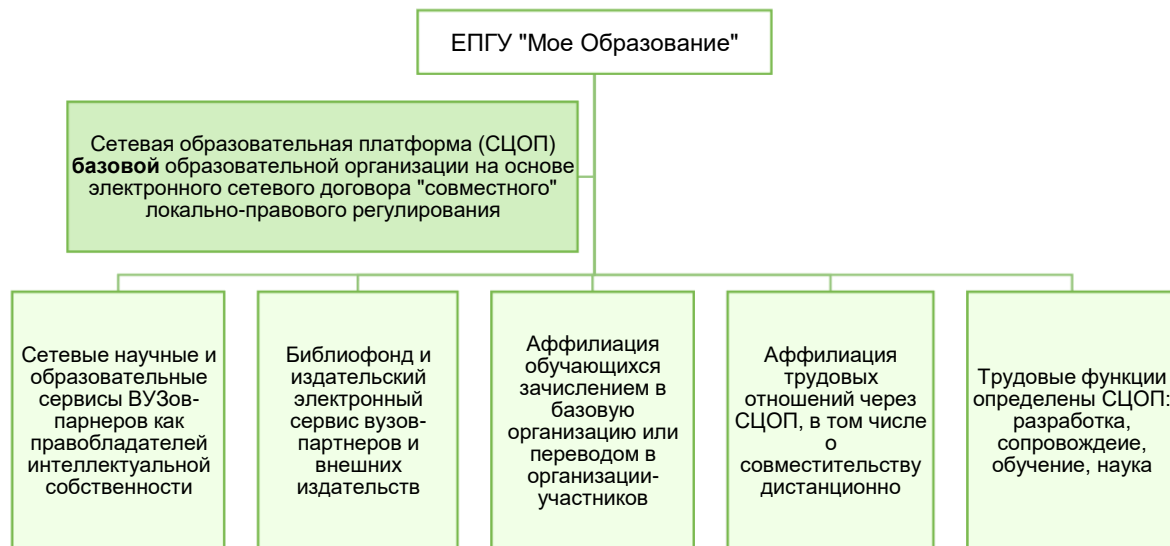 ЕПГУ "Мое Образование"
Сетевая образовательная платформа (СЦОП)
базовой образовательной организации на основе
электронного сетевого договора "совместного"
локально-правового регулирования
Сетевые научные и
образовательные
сервисы ВУЗов-
парнеров как
правобладателей
интеллектуальной
собственности
Библиофонд и
издательский
электронный
сервис вузов-
партнеров и
внешних
издательств
Аффилиация
обучающихся
зачислением в
базовую
организацию или
переводом в
организации-
участников
Аффилиация
трудовых
отношений через
СЦОП, в том числе
о
совместительству
дистанционно
Трудовые функции
определены СЦОП:
разработка,
сопровождеие,
обучение, наука